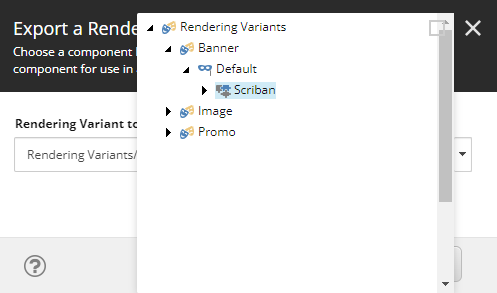 Export a Rende
Choose a component
component for use in
Rendering Variant to
Rendering Variants/
Rendering Variants
Banner
Default
Scriban
Image
Promo
?